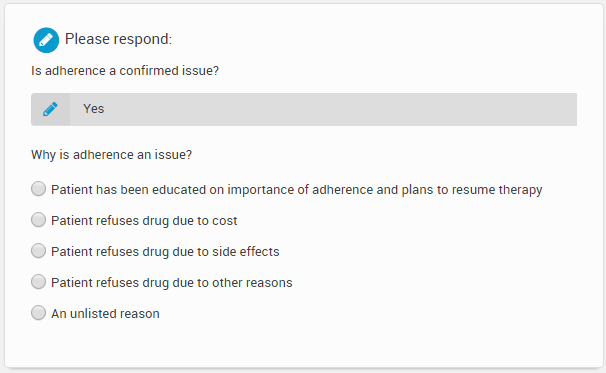 Please respond:
Is adherence a confirmed issue?
Yes
Why is adherence an issue?
Patient has been educated on importance of adherence and plans to resume therapy
Patient refuses drug due to cost
Patient refuses drug due to side effects
Patient refuses drug due to other reasons
An unlisted reason